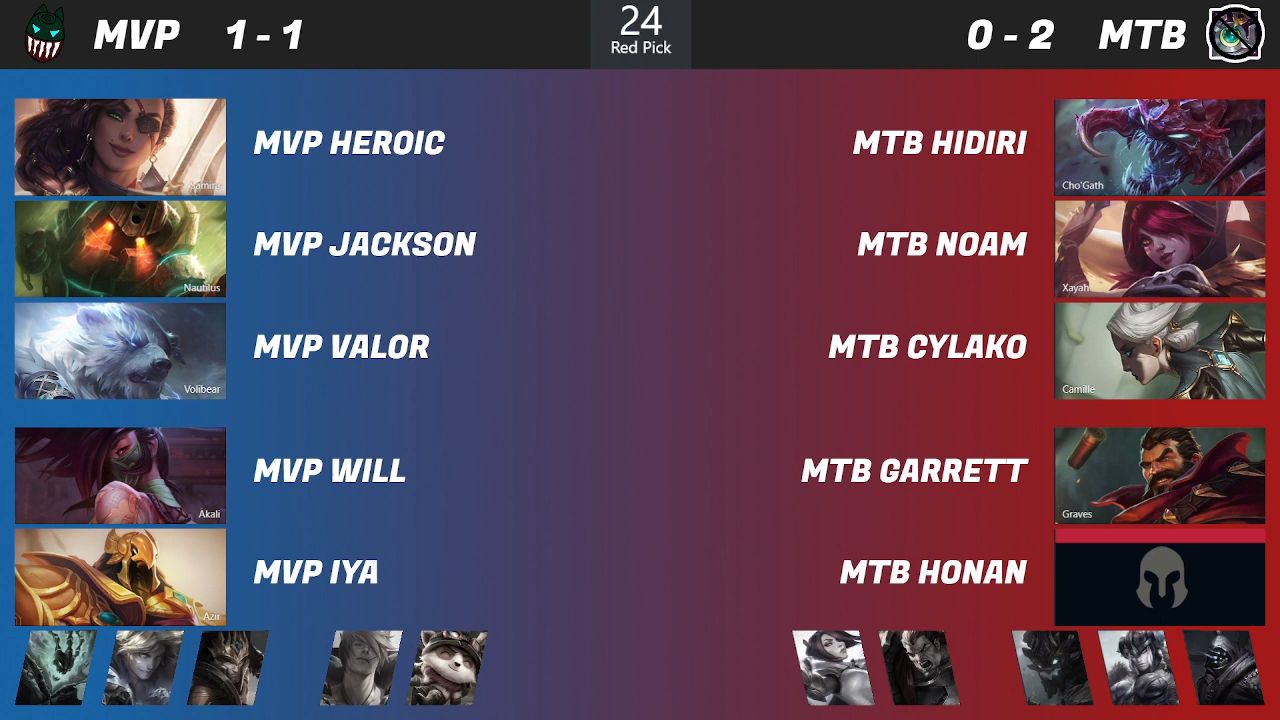 MVP 1 - 1
24
Red Pick
0 - 2 MTB
Samira
MVP HEROIC
MTB HIDIRI
Cho'Gath
Nautilus
MVP JACKSON
MTB NOAM
Xayah
Volibear
MVP VALOR
MTB CYLAKO
Camille
Akali
MVP WILL
MTB GARRETT
Graves
Azir
MVP IYA
MTB HONAN